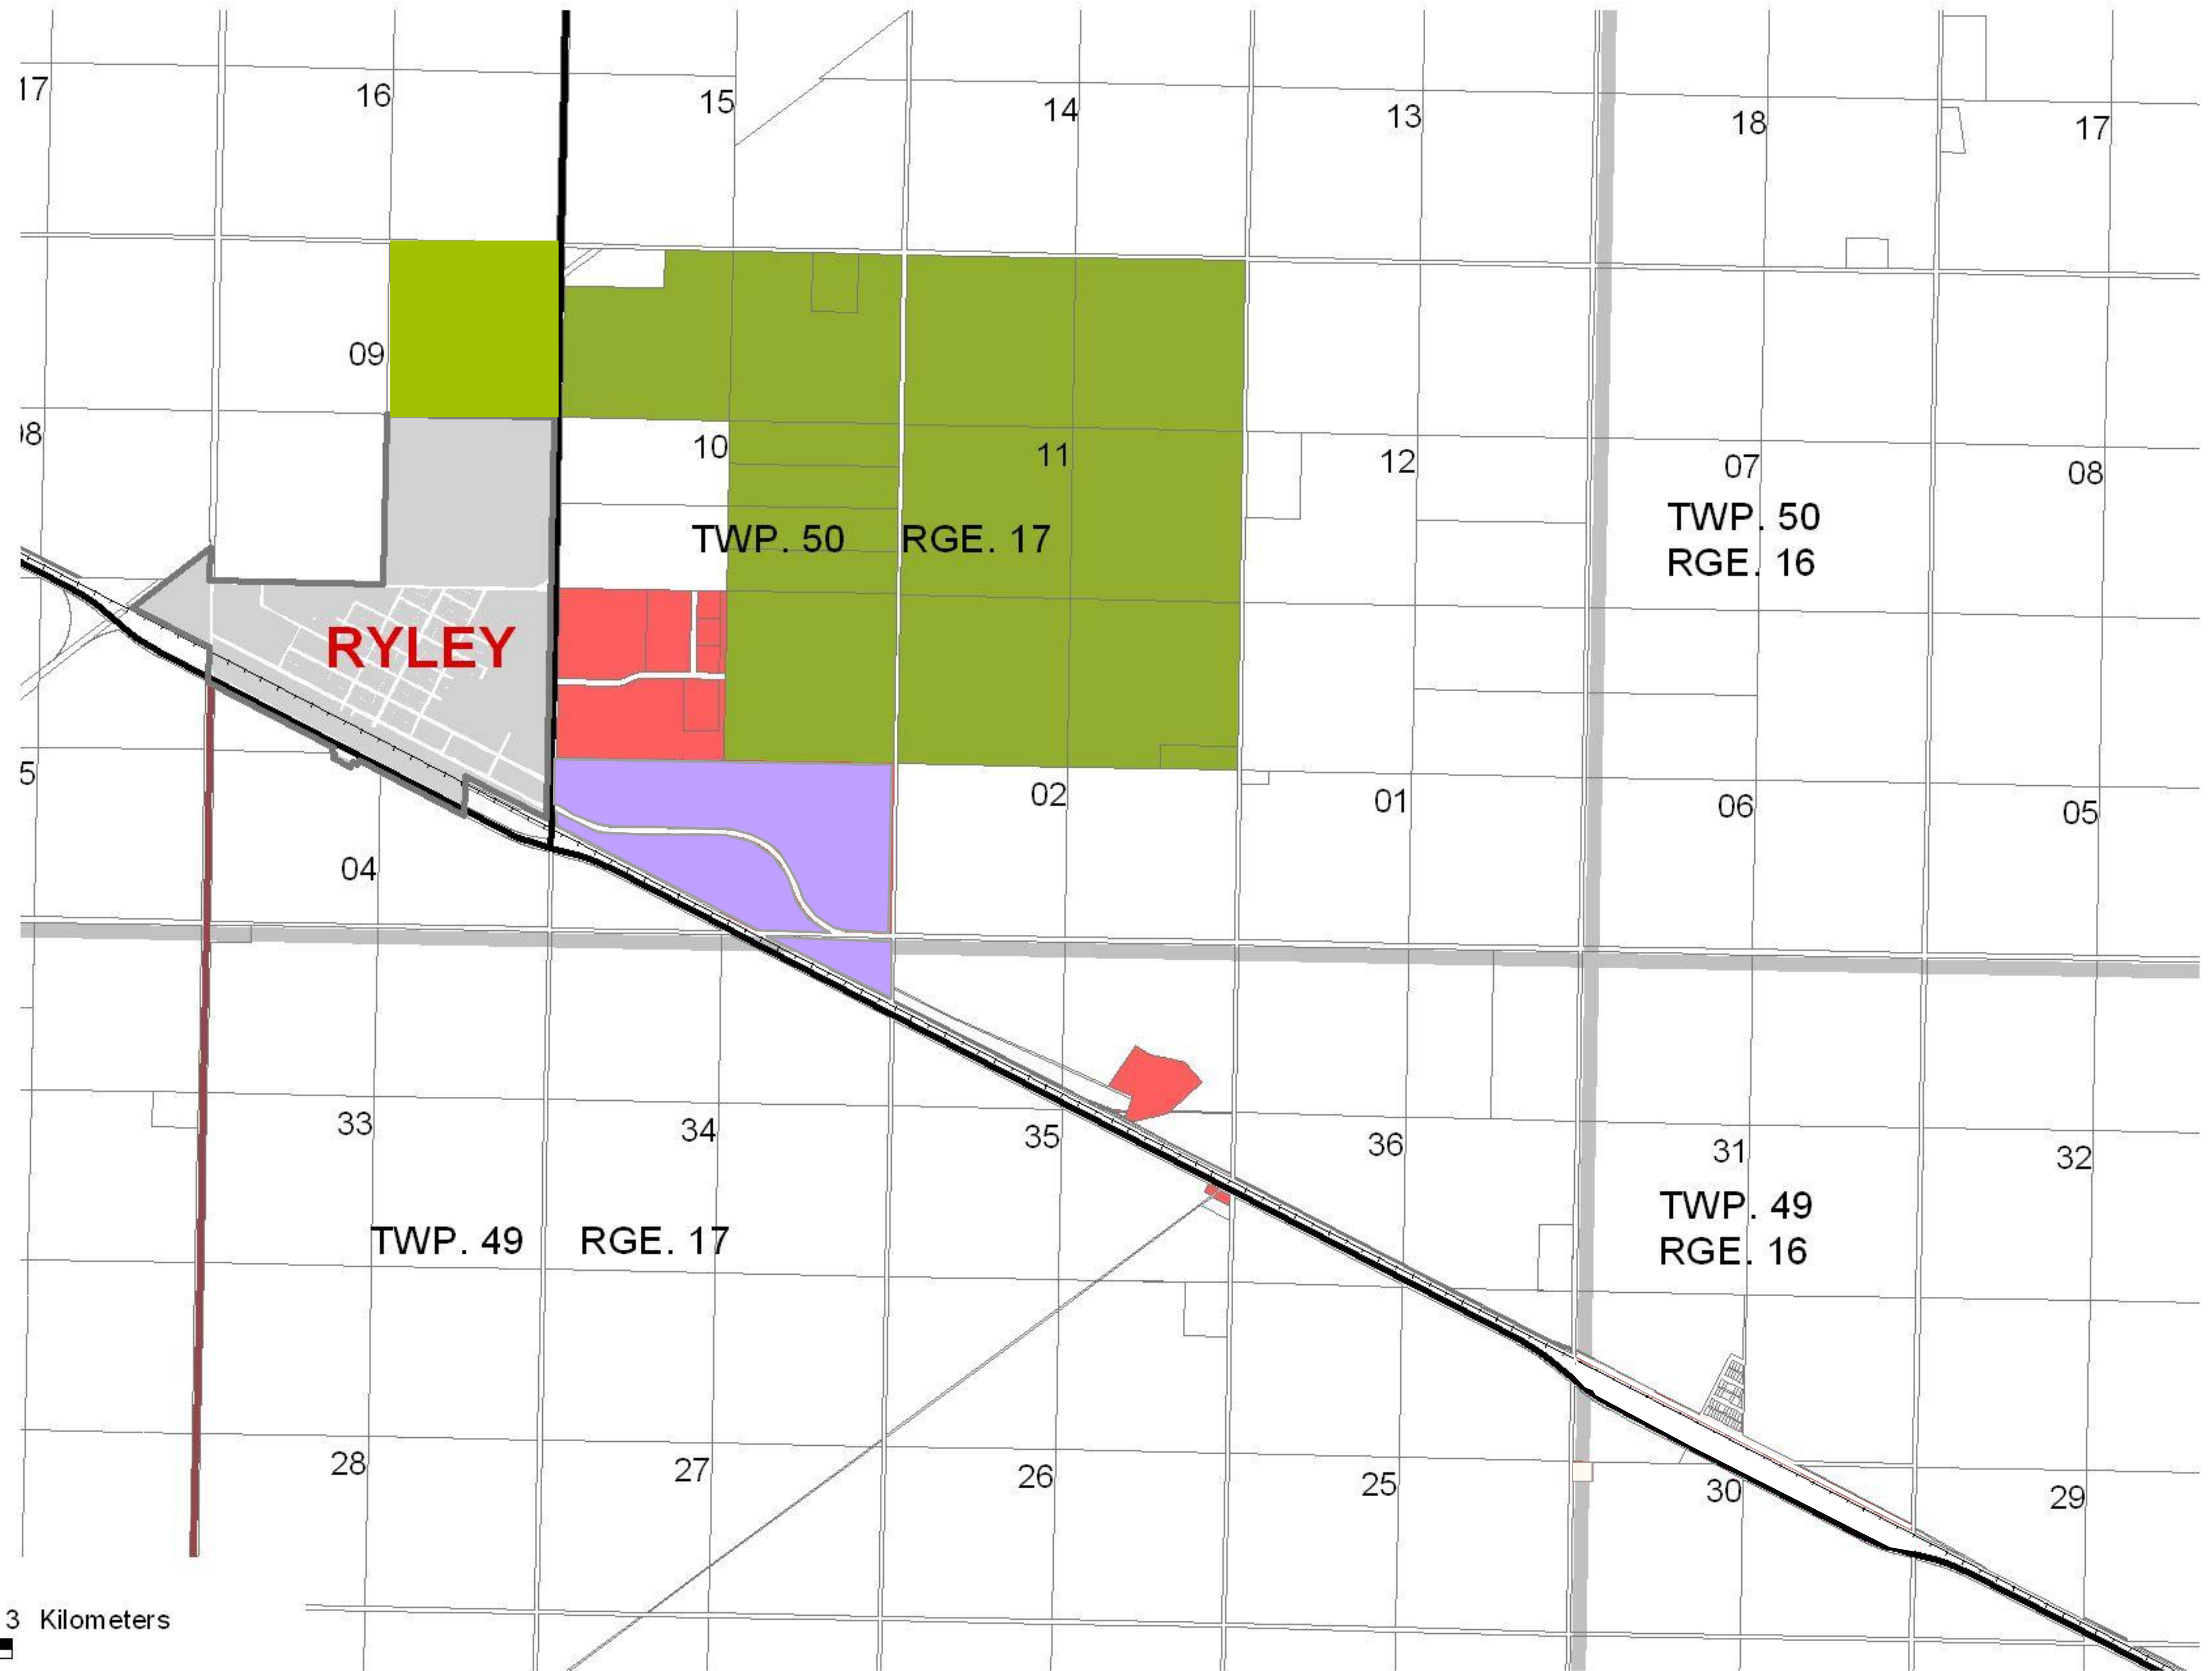 17 16 15 14 13 18 17
09
10 11 12 07 08
TWP. 50 RGE. 17
TWP. 50
RGE. 16
RYLEY
5 02 01 06 05
04
33 34 35 36 31 32
TWP. 49 RGE. 17
TWP. 49
RGE. 16
28 27 26 25 30 29
3 Kilometers